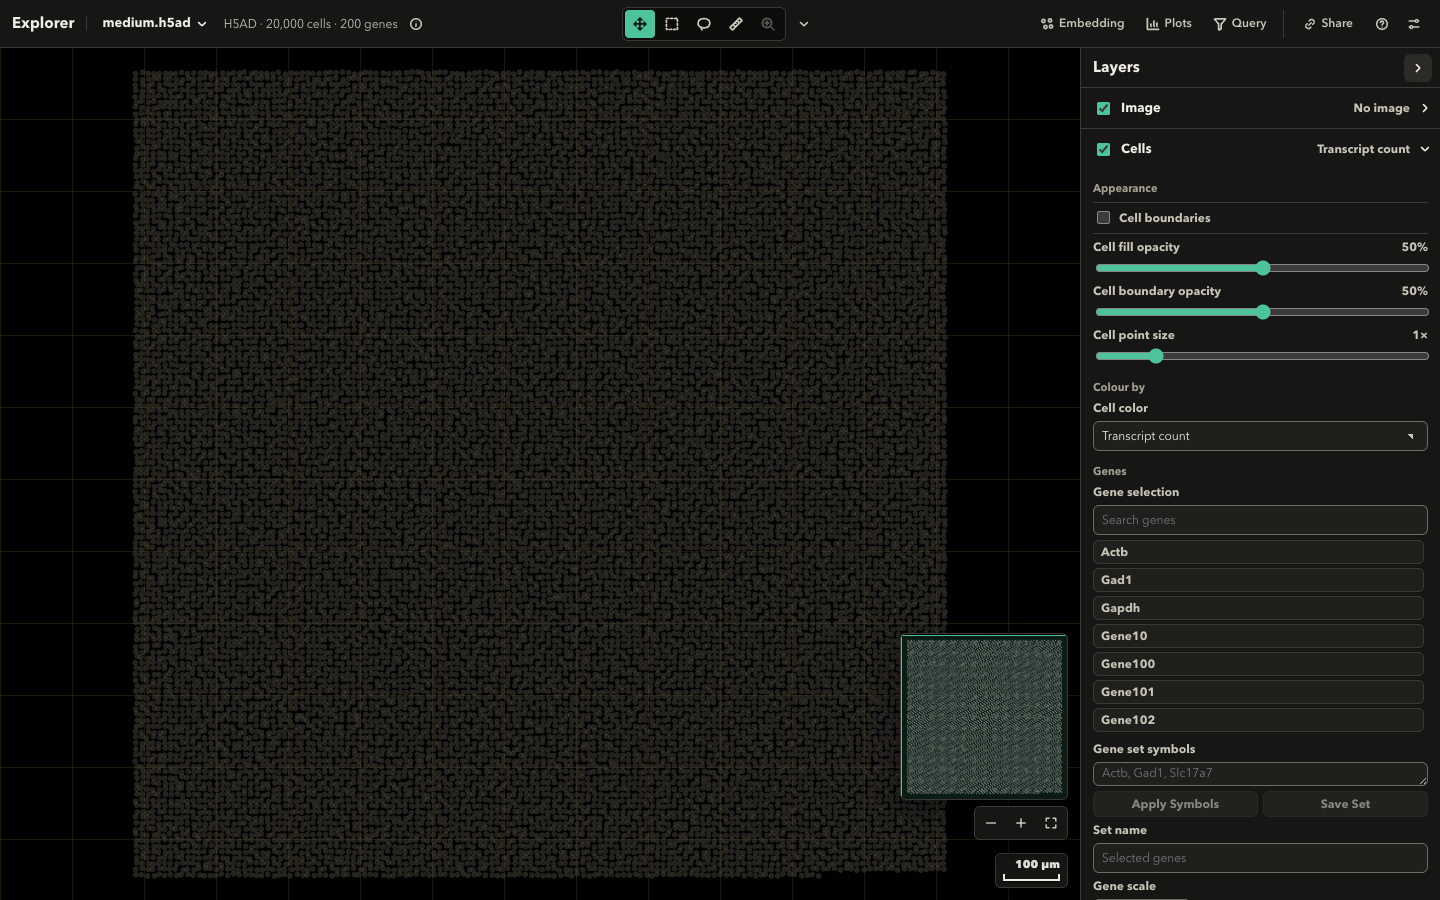 Explorer
medium.h5ad
H5AD · 20,000 cells · 200 genes
Embedding
Plots
Query
Share
Layers
Image
No image
Cells
Transcript count
Appearance
Cell boundaries
Cell fill opacity
50%
Cell boundary opacity
50%
Cell point size
1×
Colour by
Cell color
Transcript count
Genes
Gene selection
Search genes
Actb
Gad1
Gapdh
Gene10
Gene100
Gene101
Gene102
Gene set symbols
Actb, Gad1, Slc17a7
Apply Symbols
Save Set
Set name
Selected genes
Gene scale
100 µm